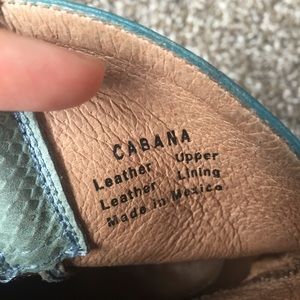 CABANA
Leather Upper
Leather Lining
Made in Mexico